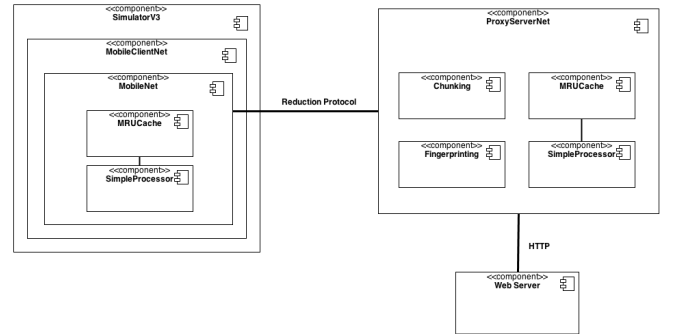 <<component>>
SimulatorV3
<<component>>
MobileClientNet
<<component>>
MobileNet
<<component>>
MRUCache
<<component>>
SimpleProcessor
Reduction Protocol
<<component>>
ProxyServerNet
<<component>>
Chunking
<<component>>
MRUCache
<<component>>
Fingerprinting
<<component>>
SimpleProcessor
HTTP
<<component>>
Web Server